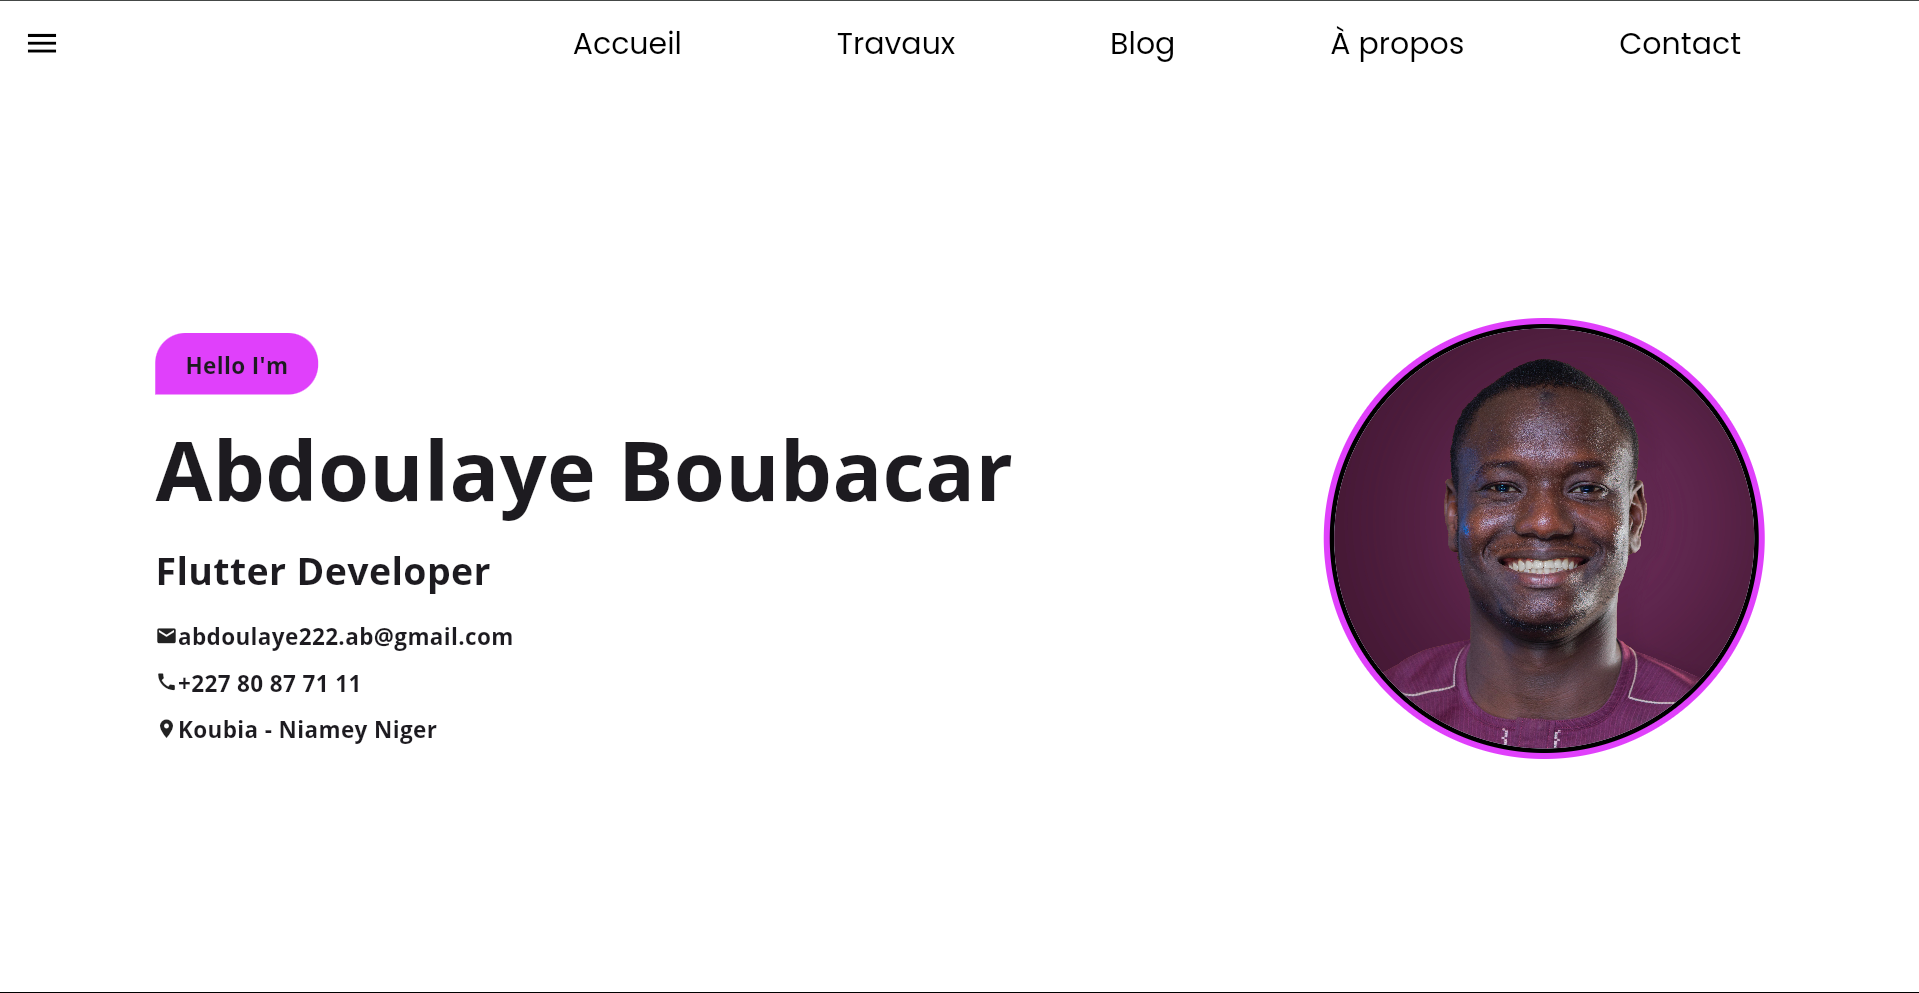 Accueil Travaux Blog À propos Contact
Hello I'm
Abdoulaye Boubacar
Flutter Developer
abdoulaye222.ab@gmail.com
+227 80 87 71 11
Koubia - Niamey Niger